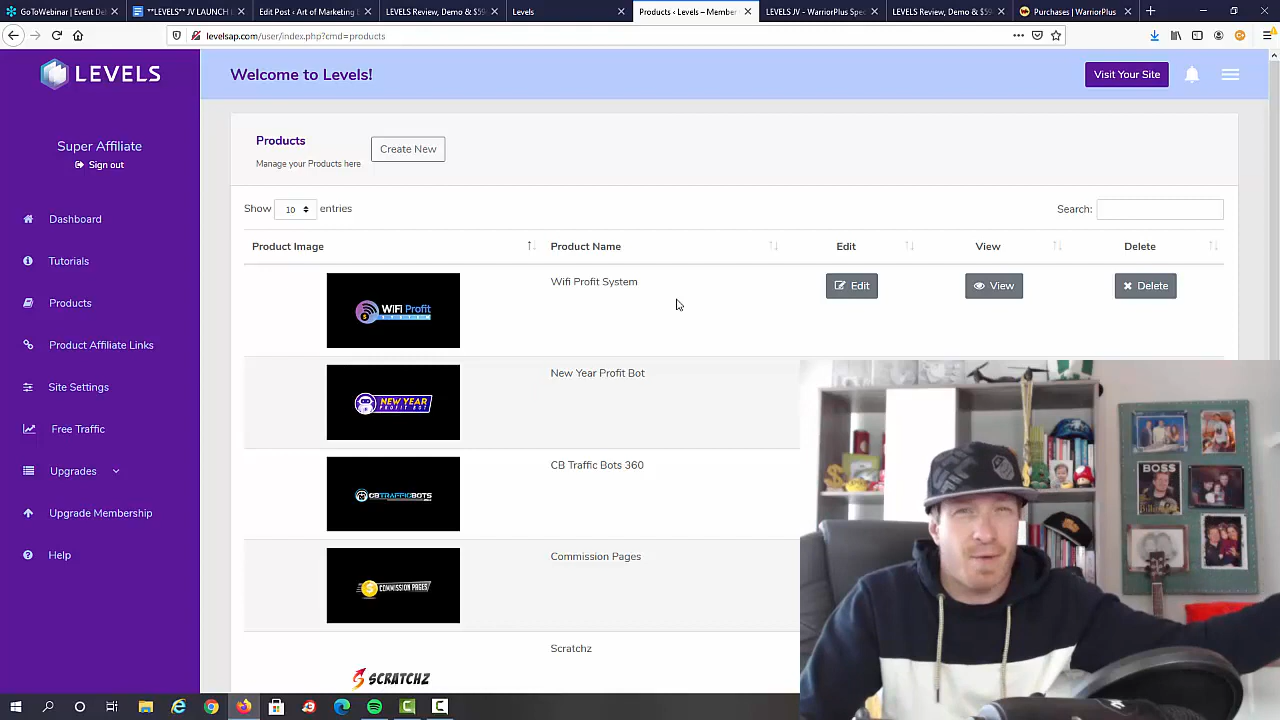 GoToWebinar | Event De
**LEVELS** JV LAUNCH
Edit Post ‹ Art of Marketing
LEVELS Review, Demo & $59
Levels
Products ‹ Levels – Member
LEVELS JV - WarriorPlus Spec
LEVELS Review, Demo & $59
Purchases | WarriorPlus
levelsap.com/user/index.php?cmd=products
LEVELS
Welcome to Levels!
Visit Your Site
Super Affiliate
Sign out
Dashboard
Tutorials
Products
Product Affiliate Links
Site Settings
Free Traffic
Upgrades
Upgrade Membership
Help
Products
Create New
Manage your Products here
Show 10 entries
Search:
Product Image
Product Name
Edit
View
Delete
WiFi Profit
Wifi Profit System
Edit
View
Delete
NEW YEAR
PROFIT BOT
New Year Profit Bot
CBTRAFFICBOTS
CB Traffic Bots 360
COMMISSION PAGES
Commission Pages
SCRATCHZ
Scratchz
BOSS